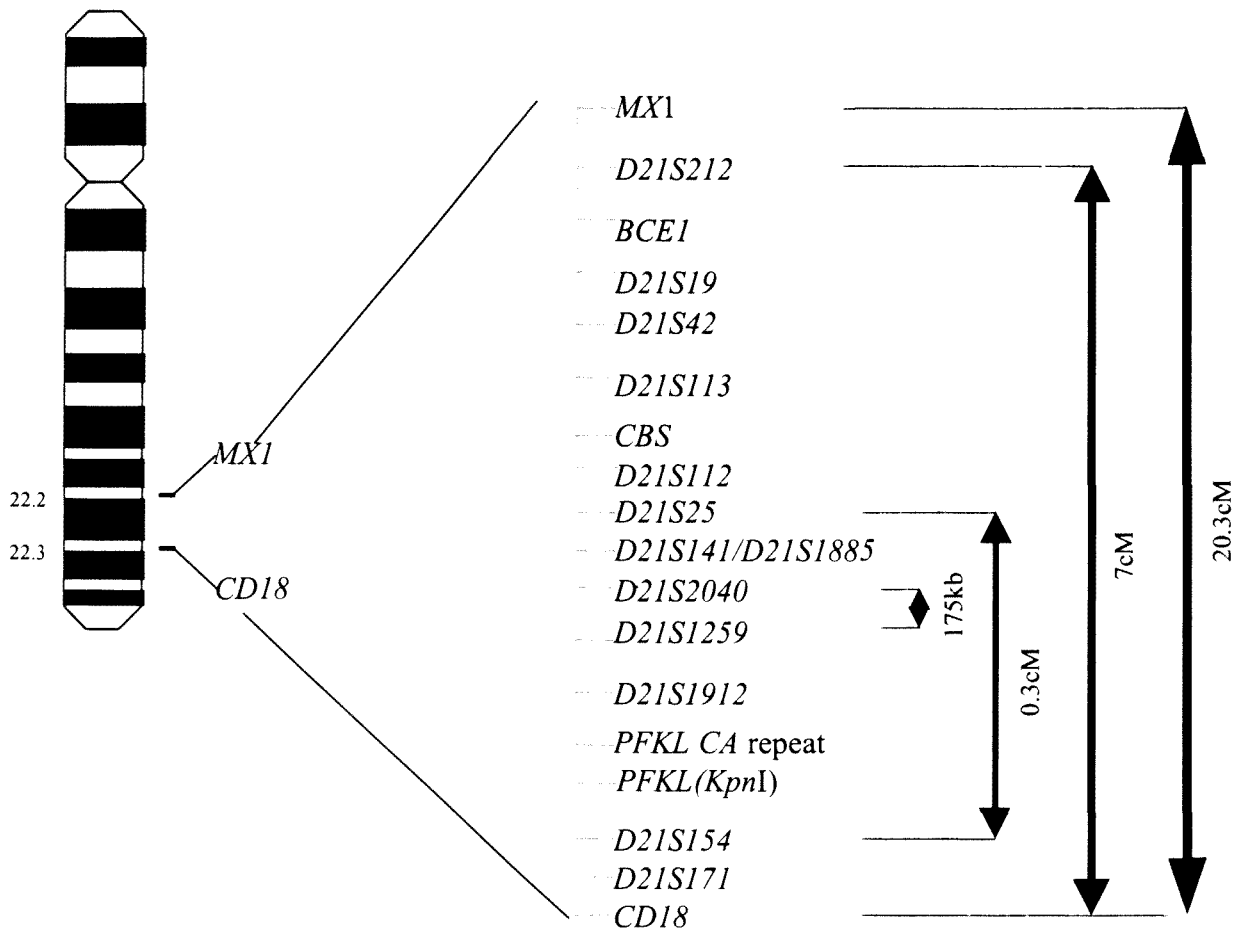 MX1
22.2
22.3
CD18
MX1
D21S212
BCE1
D21S19
D21S42
D21S113
CBS
D21S112
D21S25
D21S141/D21S1885
D21S2040
D21S1259
D21S1912
PFKL CA repeat
PFKL(KpnI)
D21S154
D21S171
CD18
175kb
0.3cM
7cM
20.3cM